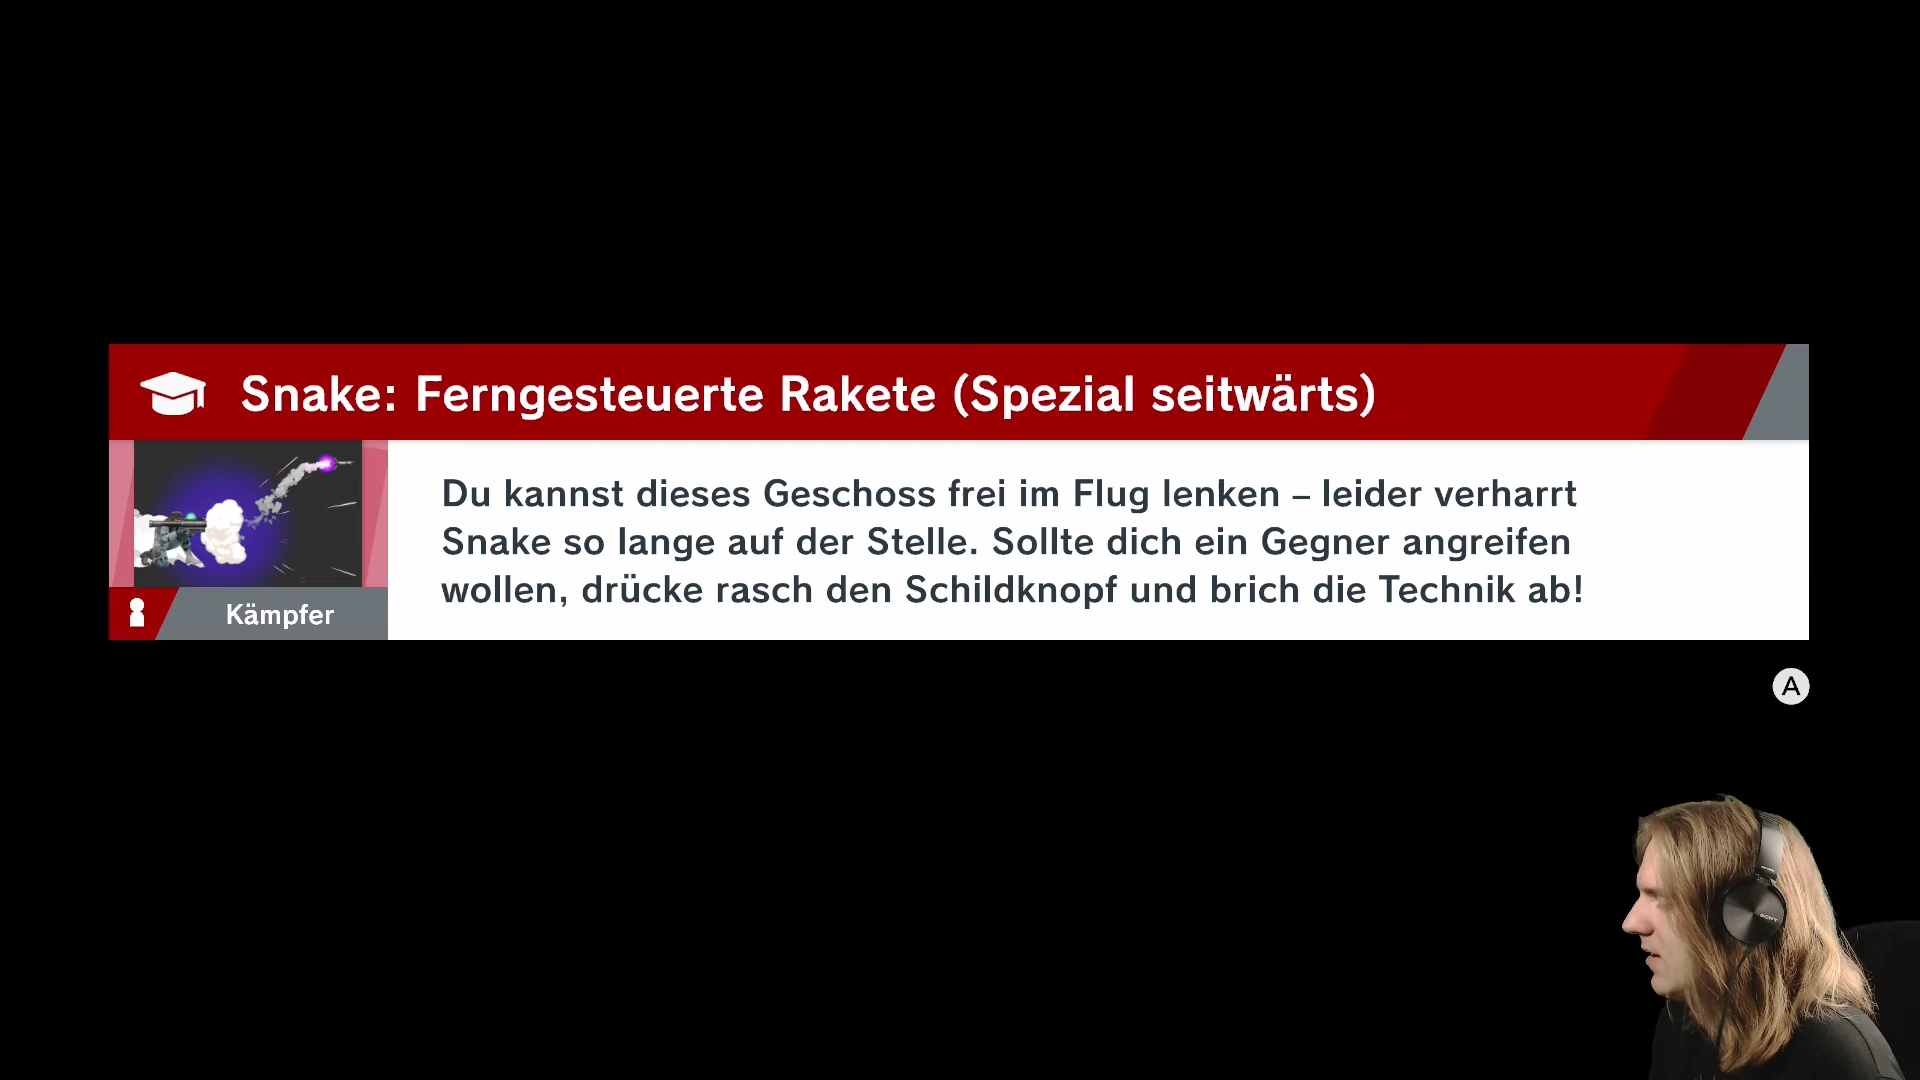 Snake: Ferngesteuerte Rakete (Spezial seitwärts)
Du kannst dieses Geschoss frei im Flug lenken – leider verharrt
Snake so lange auf der Stelle. Sollte dich ein Gegner angreifen
wollen, drücke rasch den Schildknopf und brich die Technik ab!
Kämpfer
A
SONY